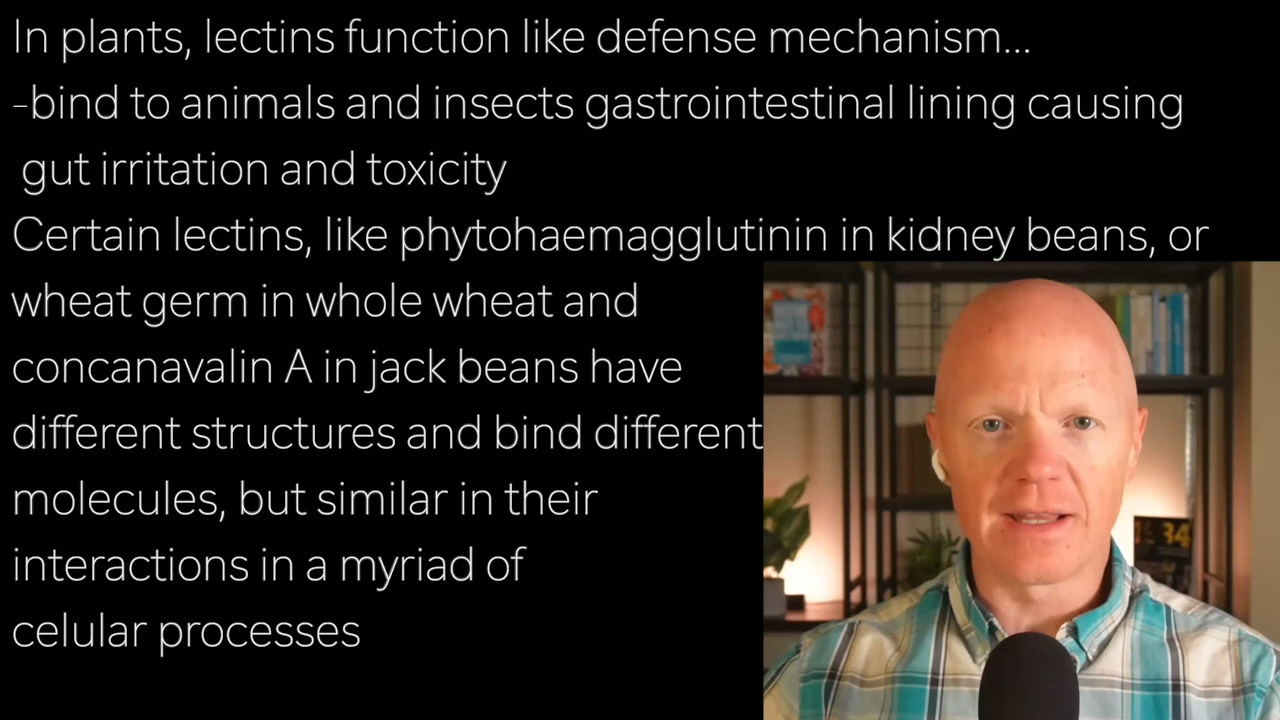 In plants, lectins function like defense mechanism...
-bind to animals and insects gastrointestinal lining causing
gut irritation and toxicity
Certain lectins, like phytohaemagglutinin in kidney beans, or
wheat germ in whole wheat and
concanavalin A in jack beans have
different structures and bind different
molecules, but similar in their
interactions in a myriad of
celular processes
34